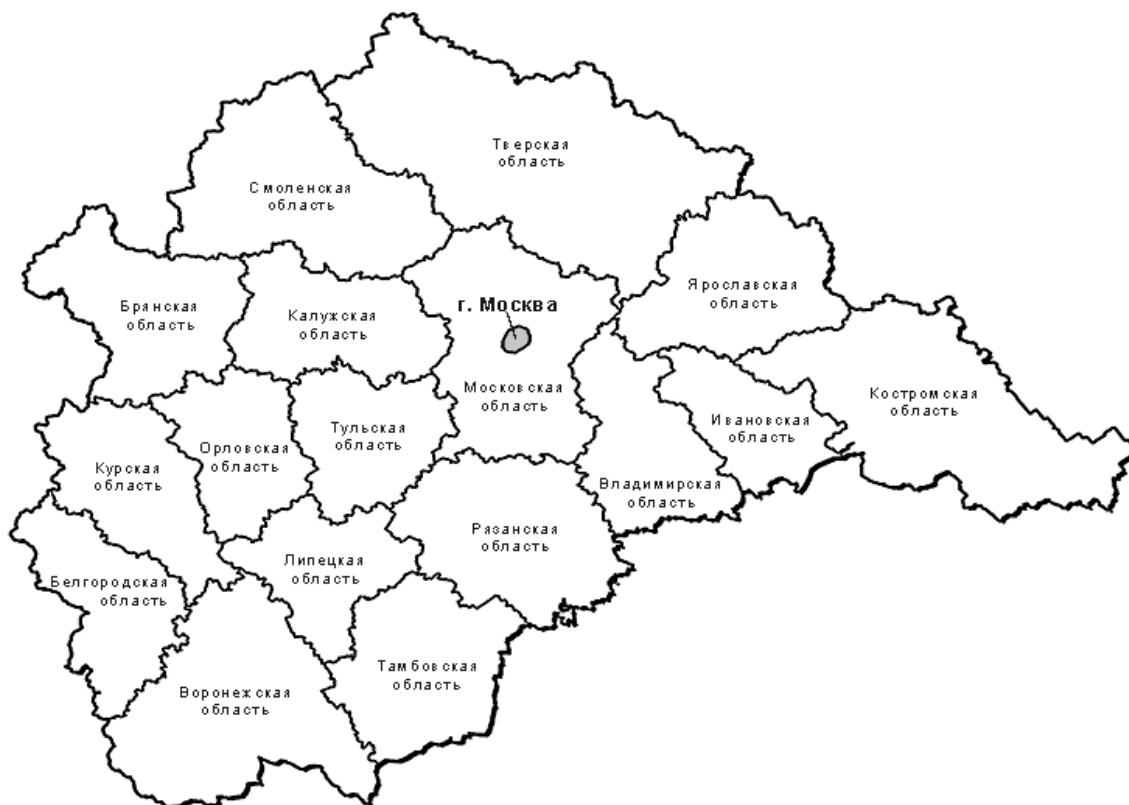 Тверская
область
Смоленская
область
Ярославская
область
Брянская
область
г. Москва
Калужская
область
Московская
область
Костромская
область
Ивановская
область
Тульская
область
Орловская
область
Курская
область
Владимирская
область
Рязанская
область
Липецкая
область
Белгородская
область
Тамбовская
область
Воронежская
область